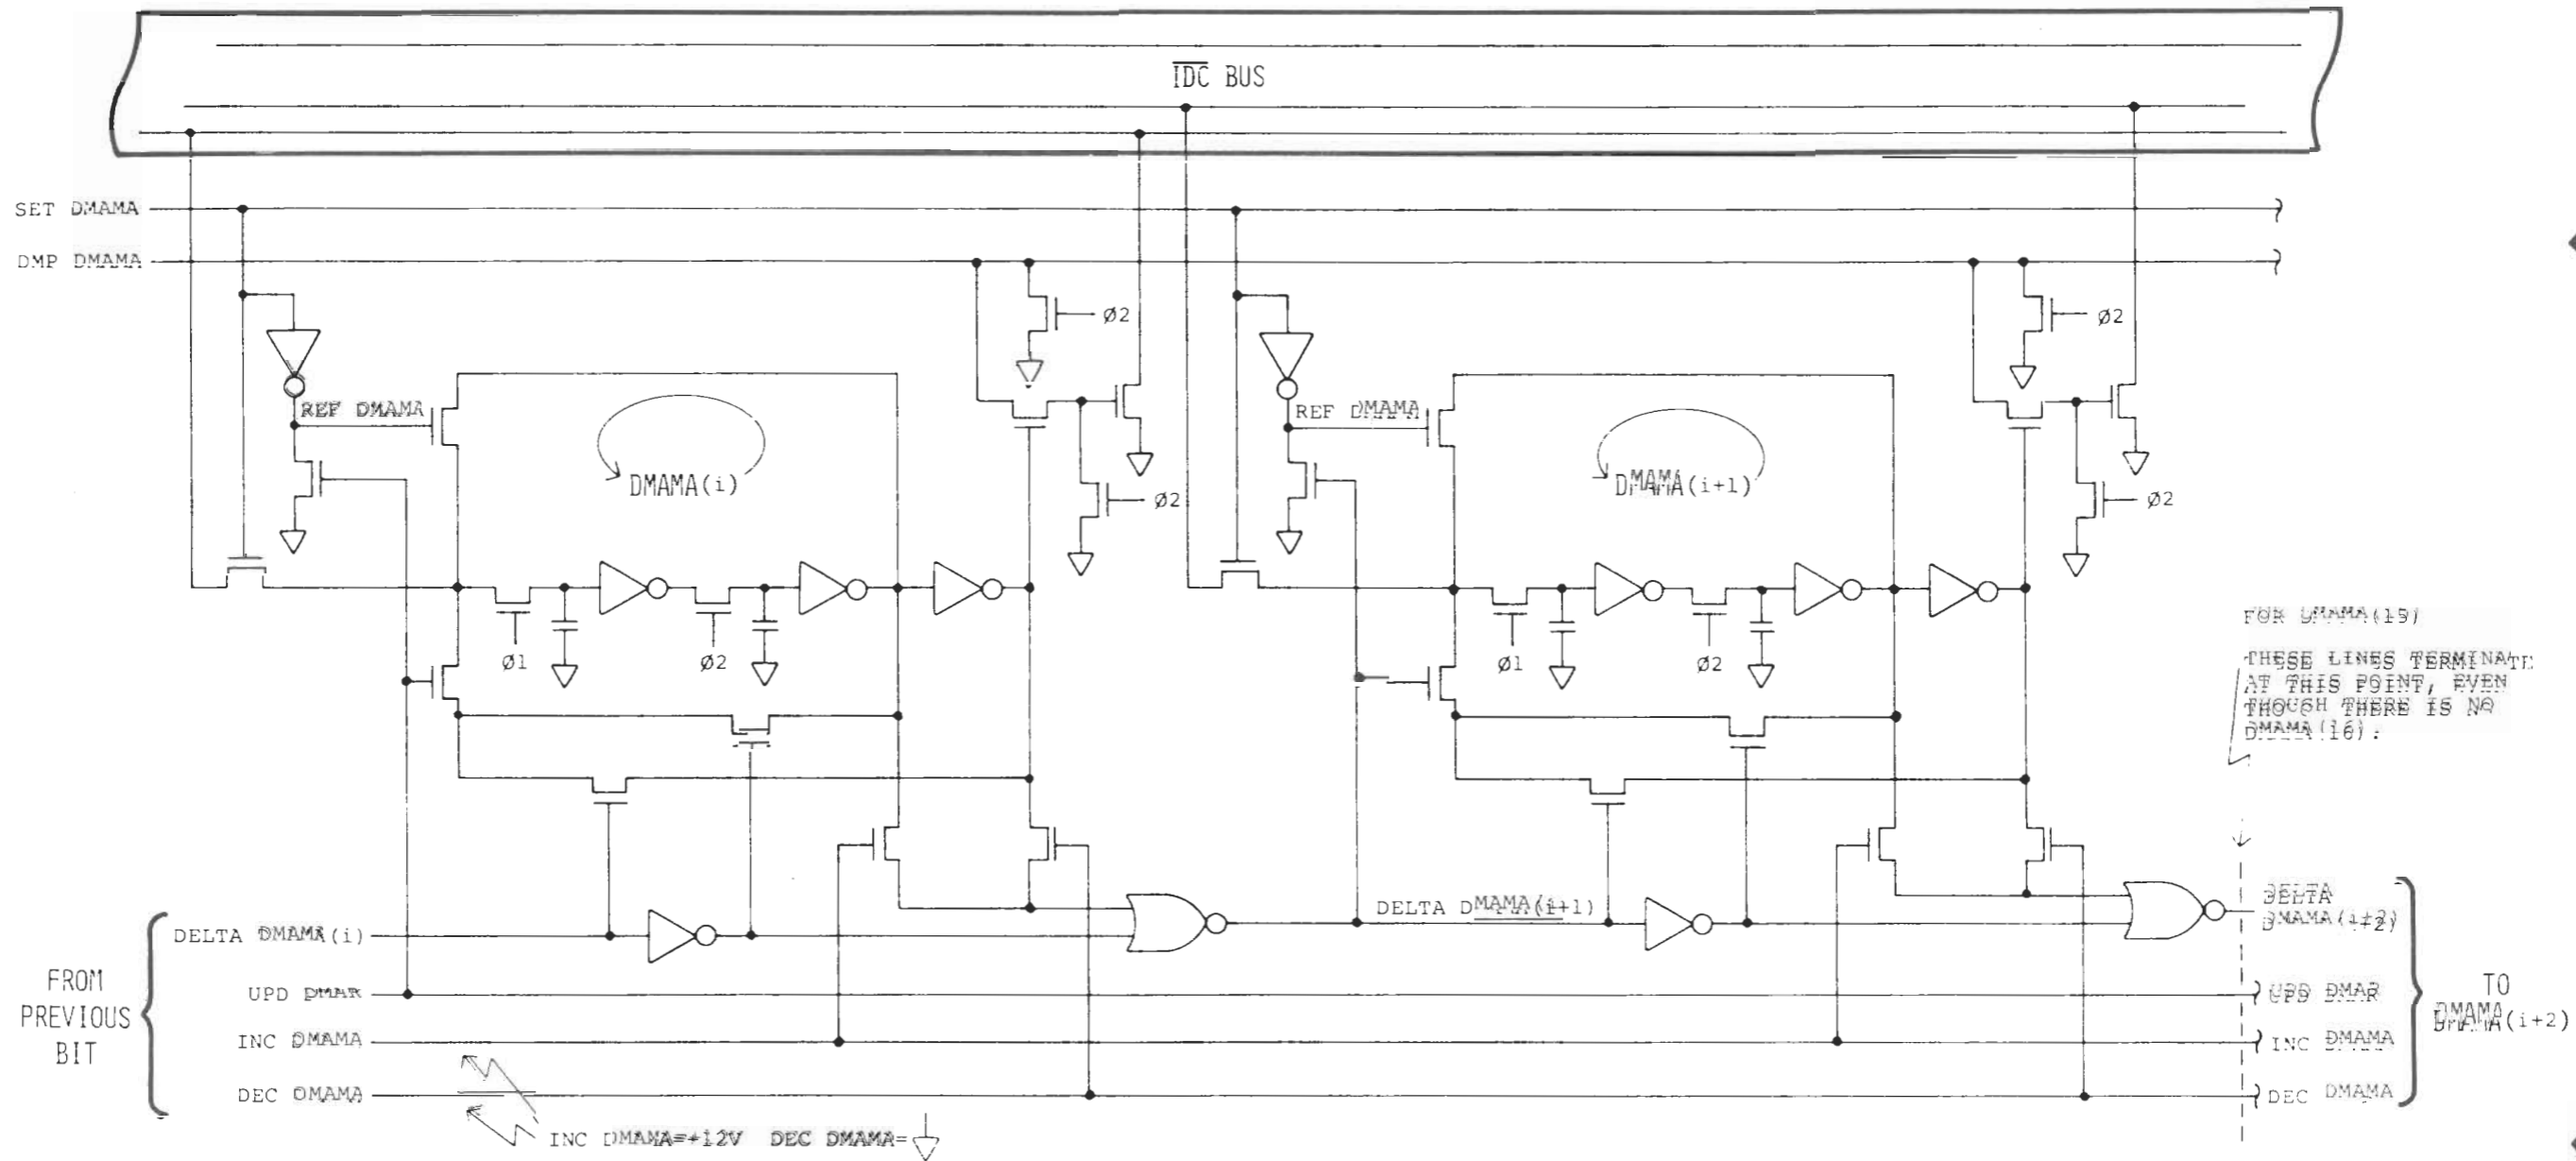 IDC BUS
SET DMAMA
DMP DMAMA
Ø2
Ø2
REF DMAMA
REF DMAMA
DMAMA(i)
DMAMA(i+1)
Ø2
Ø2
Ø1
Ø2
Ø1
Ø2
FOR DMAMA(15)
THESE LINES TERMINATE
AT THIS POINT, EVEN
THOUGH THERE IS NO
DMAMA(16).
DELTA DMAMA(i)
DELTA DMAMA(i+1)
DELTA
DMAMA(i+2)
FROM
PREVIOUS
BIT
UPD DMAR
INC DMAMA
DEC DMAMA
UPD DMAR
INC DMAMA
DEC DMAMA
TO
DMAMA(i+2)
INC DMAMA=+12V DEC DMAMA=